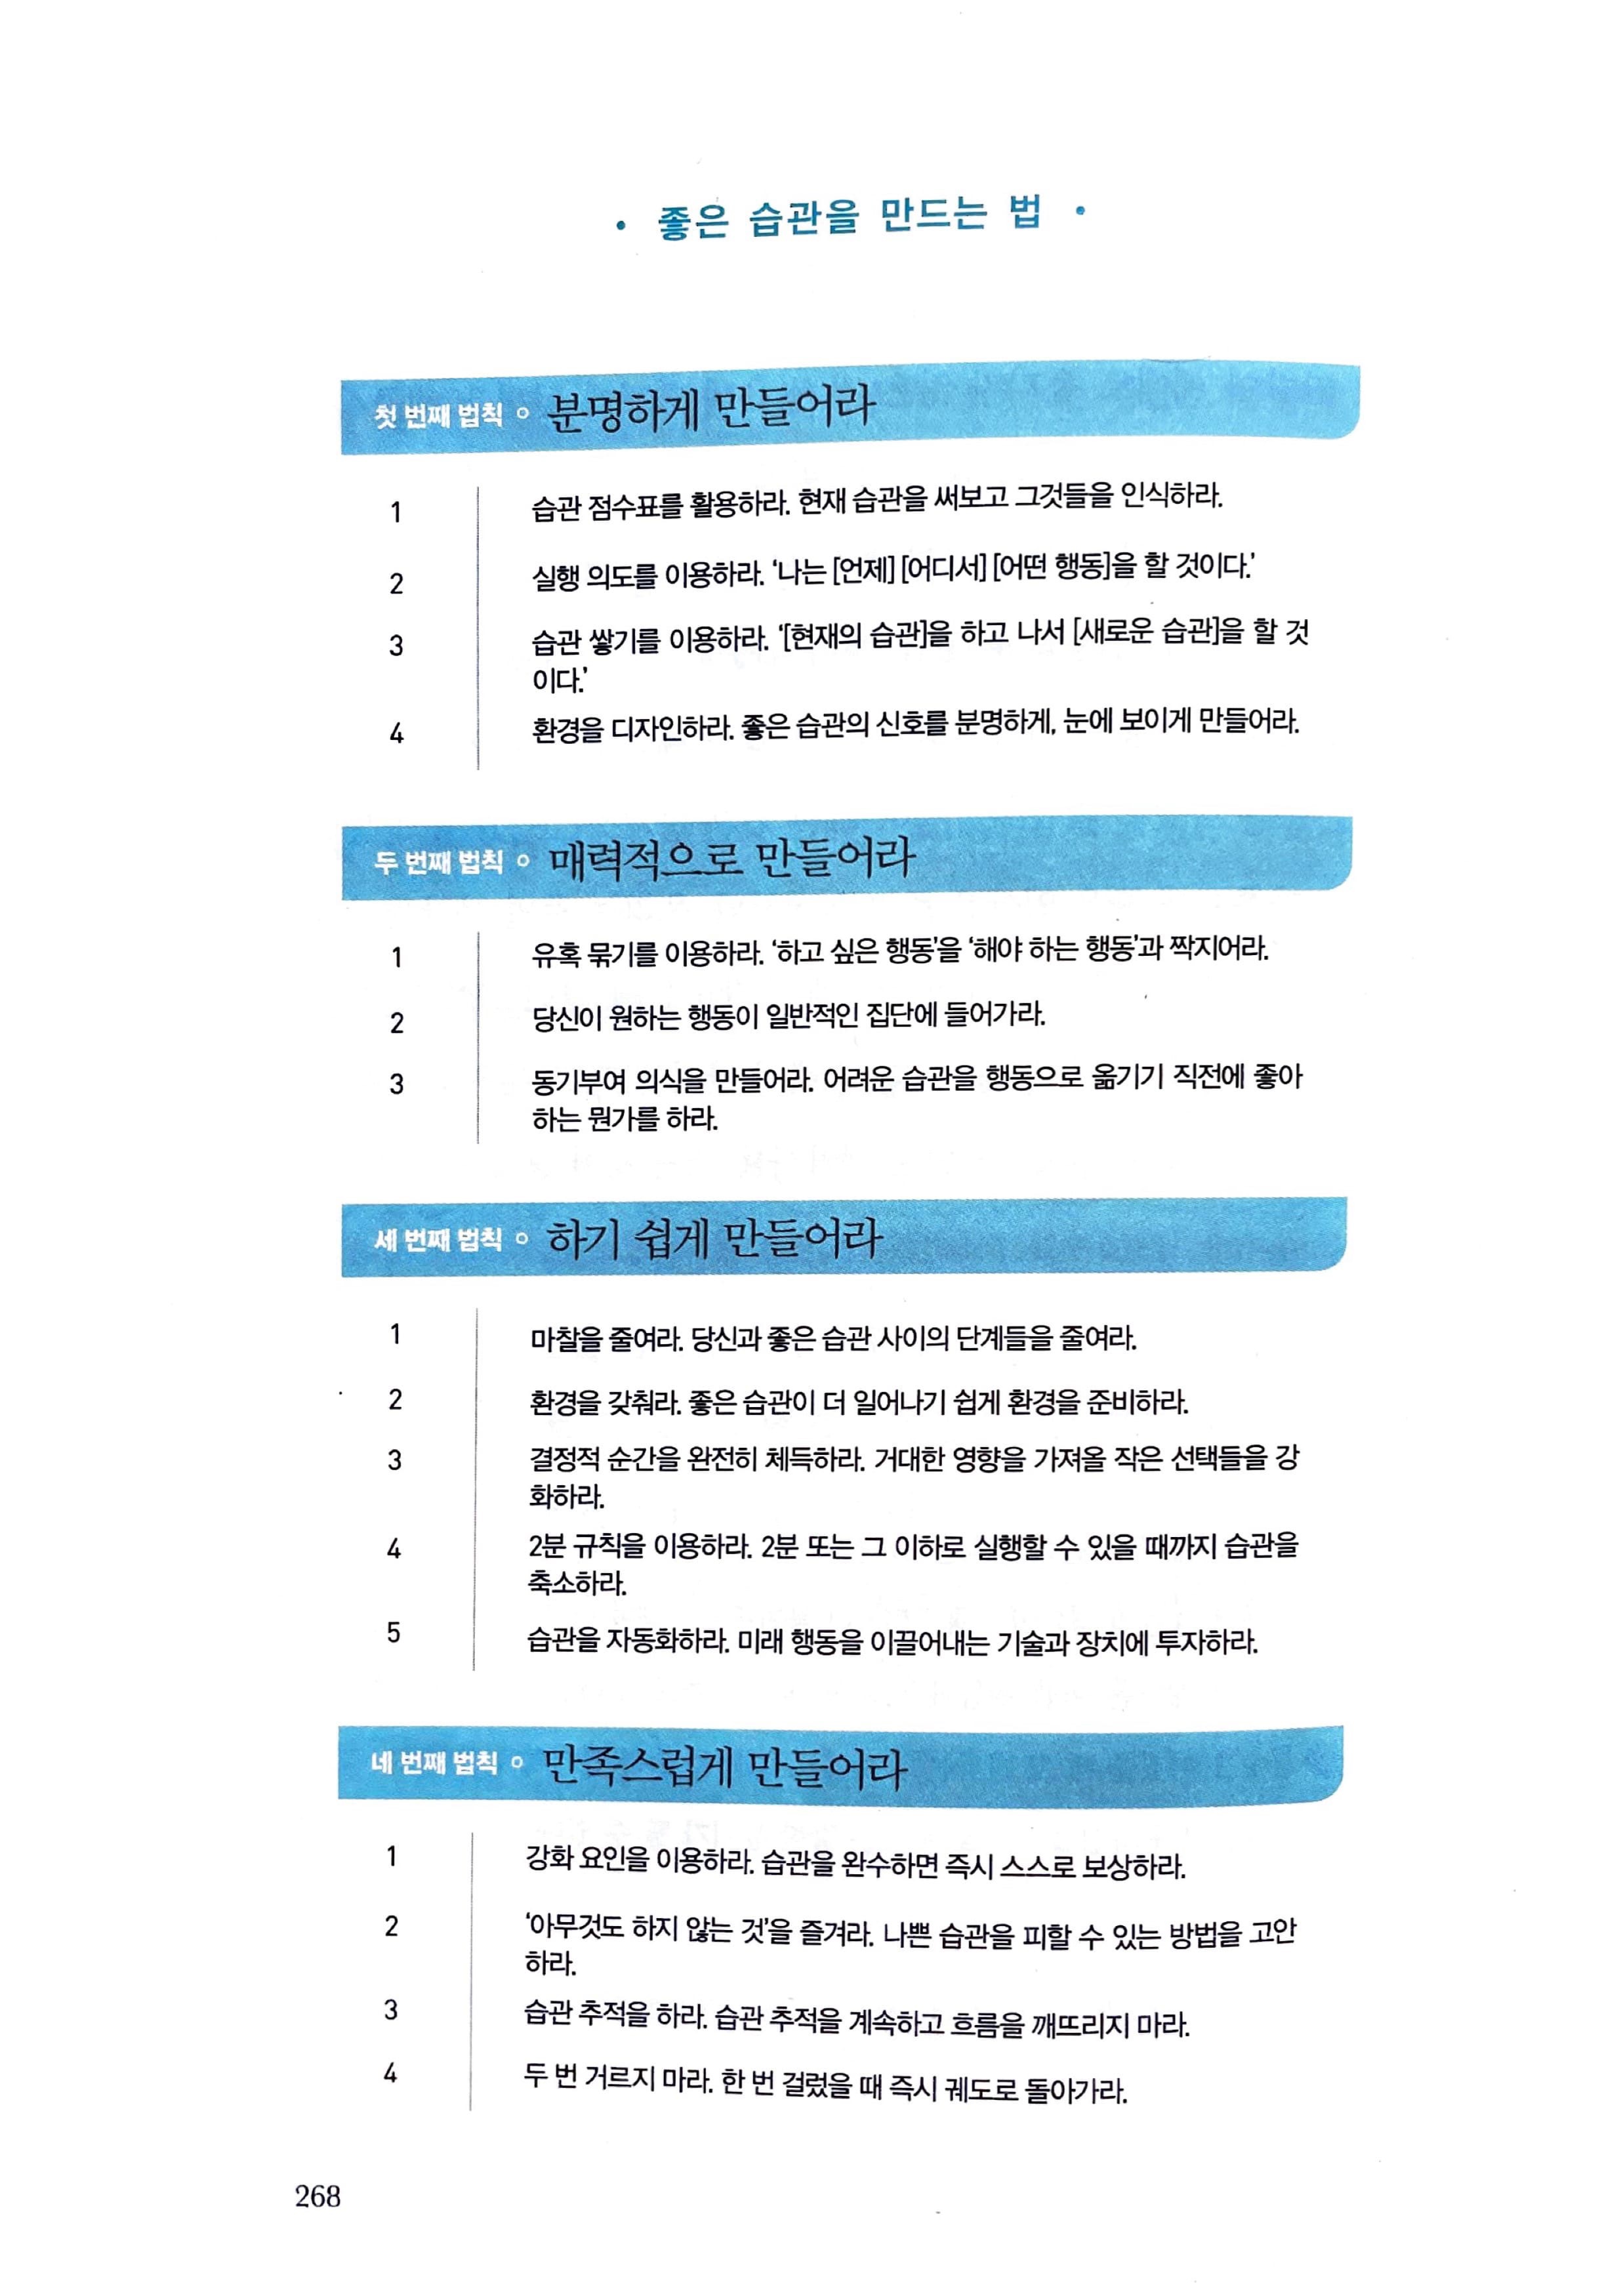 • 좋은 습관을 만드는 법 •
첫 번째 법칙 ○ 분명하게 만들어라
1 습관 점수표를 활용하라. 현재 습관을 써보고 그것들을 인식하라.
2 실행 의도를 이용하라. ‘나는 [언제] [어디서] [어떤 행동]을 할 것이다.’
3 습관 쌓기를 이용하라. ‘[현재의 습관]을 하고 나서 [새로운 습관]을 할 것
이다.’
4 환경을 디자인하라. 좋은 습관의 신호를 분명하게, 눈에 보이게 만들어라.
두 번째 법칙 ○ 매력적으로 만들어라
1 유혹 묶기를 이용하라. ‘하고 싶은 행동’을 ‘해야 하는 행동’과 짝지어라.
2 당신이 원하는 행동이 일반적인 집단에 들어가라.
3 동기부여 의식을 만들어라. 어려운 습관을 행동으로 옮기기 직전에 좋아
하는 뭔가를 하라.
세 번째 법칙 ○ 하기 쉽게 만들어라
1 마찰을 줄여라. 당신과 좋은 습관 사이의 단계들을 줄여라.
2 환경을 갖춰라. 좋은 습관이 더 일어나기 쉽게 환경을 준비하라.
3 결정적 순간을 완전히 체득하라. 거대한 영향을 가져올 작은 선택들을 강
화하라.
4 2분 규칙을 이용하라. 2분 또는 그 이하로 실행할 수 있을 때까지 습관을
축소하라.
5 습관을 자동화하라. 미래 행동을 이끌어내는 기술과 장치에 투자하라.
네 번째 법칙 ○ 만족스럽게 만들어라
1 강화 요인을 이용하라. 습관을 완수하면 즉시 스스로 보상하라.
2 ‘아무것도 하지 않는 것’을 즐겨라. 나쁜 습관을 피할 수 있는 방법을 고안
하라.
3 습관 추적을 하라. 습관 추적을 계속하고 흐름을 깨뜨리지 마라.
4 두 번 거르지 마라. 한 번 걸렀을 때 즉시 궤도로 돌아가라.
268